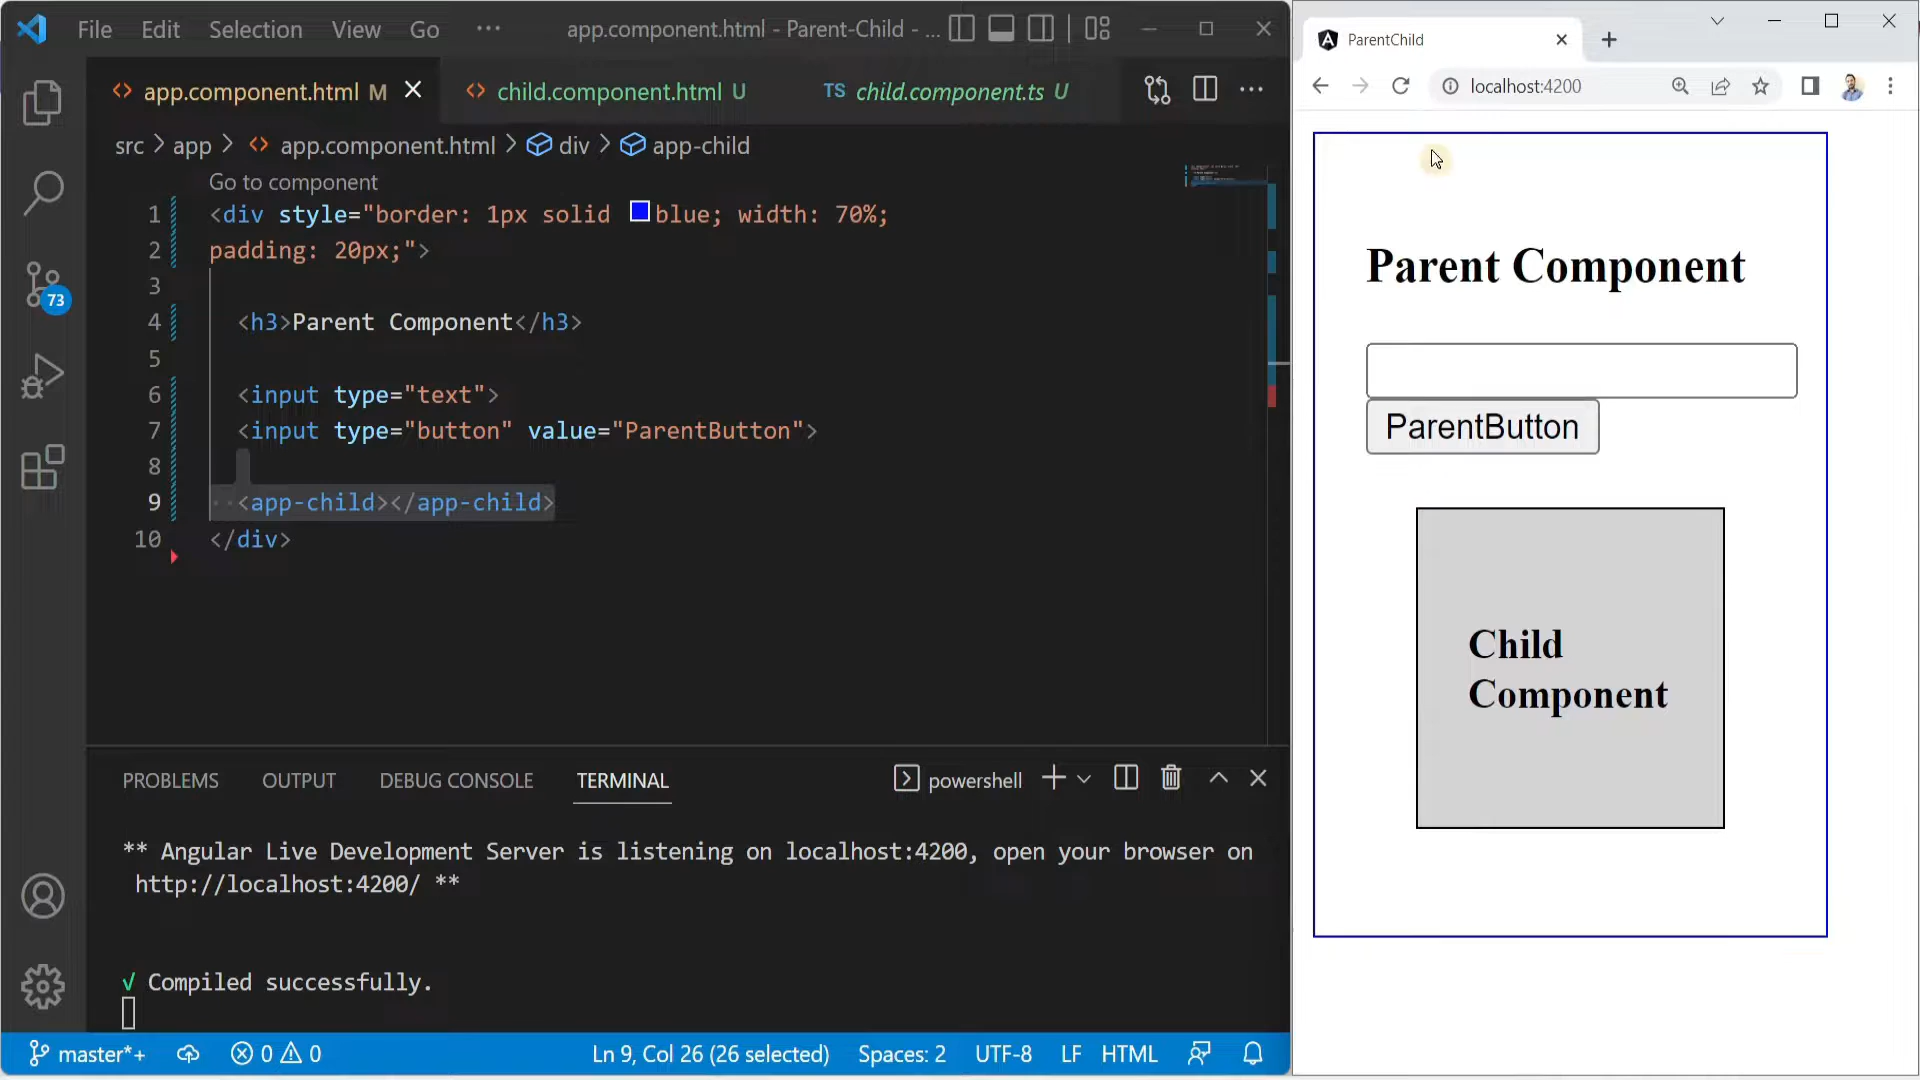 File Edit Selection View Go ··· app.component.html - Parent-Child - ...
app.component.html M child.component.html U TS child.component.ts U ···
src > app > app.component.html > div > app-child
Go to component
1 <div style="border: 1px solid blue; width: 70%;
2 padding: 20px;">
3
4 <h3>Parent Component</h3>
5
6 <input type="text">
7 <input type="button" value="ParentButton">
8
9 <app-child></app-child>
10 </div>
73
PROBLEMS OUTPUT DEBUG CONSOLE TERMINAL powershell
** Angular Live Development Server is listening on localhost:4200, open your browser on
http://localhost:4200/ **
√ Compiled successfully.
master*+ 0 0 Ln 9, Col 26 (26 selected) Spaces: 2 UTF-8 LF HTML
ParentChild
localhost:4200
Parent Component
ParentButton
Child
Component